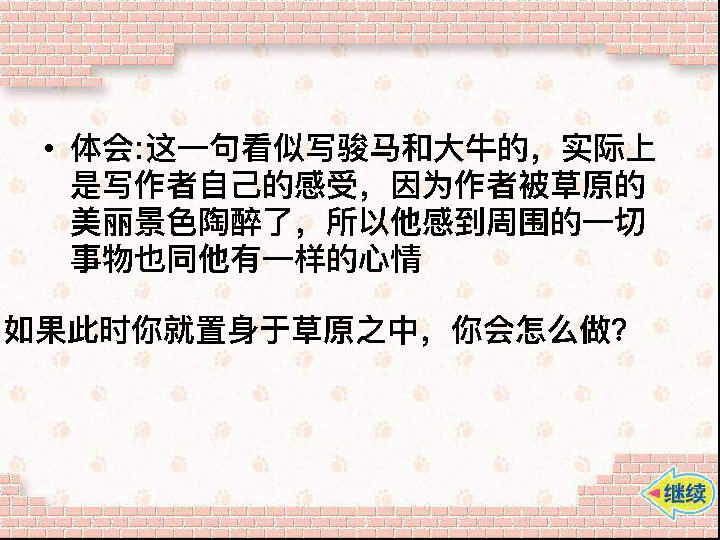 • 体会:这一句看似写骏马和大牛的，实际上
是写作者自己的感受，因为作者被草原的
美丽景色陶醉了，所以他感到周围的一切
事物也同他有一样的心情
如果此时你就置身于草原之中，你会怎么做?
继续